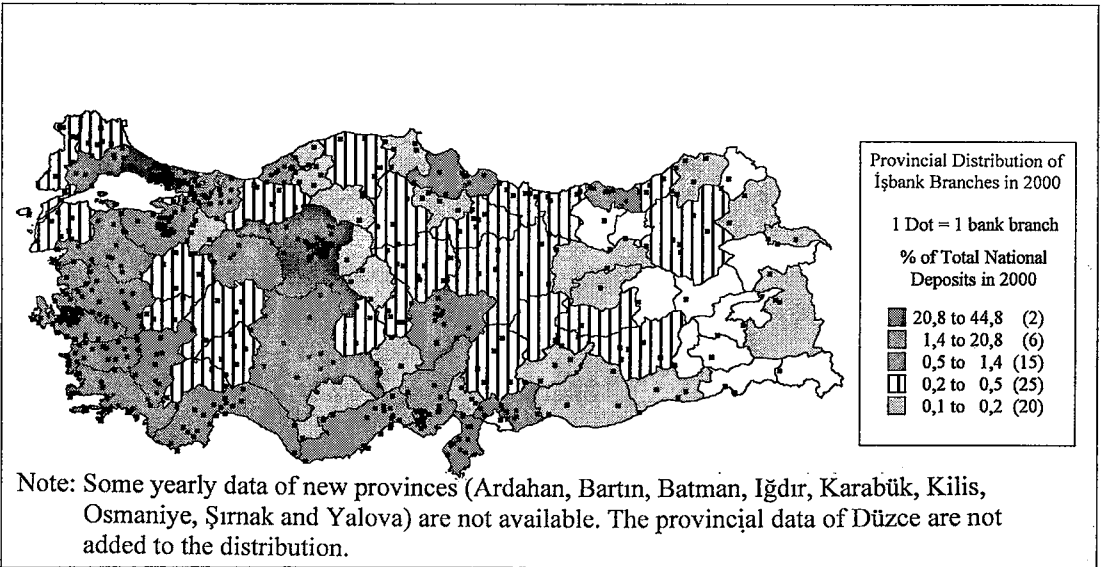 Provincial Distribution of
İşbank Branches in 2000
1 Dot = 1 bank branch
% of Total National
Deposits in 2000
20,8 to 44,8 (2)
1,4 to 20,8 (6)
0,5 to 1,4 (15)
0,2 to 0,5 (25)
0,1 to 0,2 (20)
Note: Some yearly data of new provinces (Ardahan, Bartın, Batman, Iğdır, Karabük, Kilis,
Osmaniye, Şırnak and Yalova) are not available. The provincial data of Düzce are not
added to the distribution.